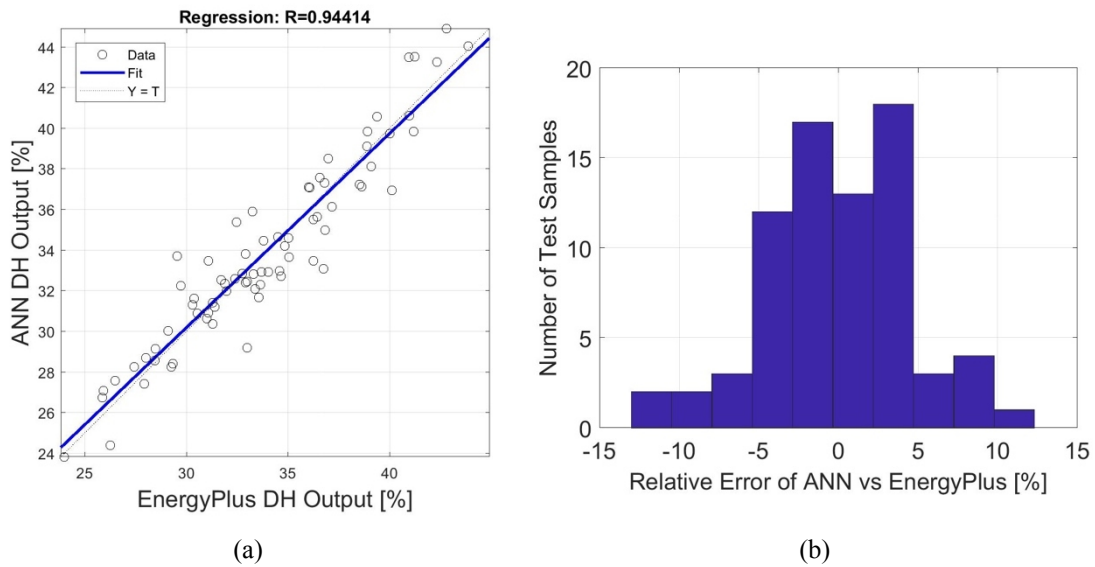 Regression: R=0.94414
Data
Fit
Y = T
44
42
40
38
36
34
32
30
28
26
24
25
30
35
40
ANN DH Output [%]
EnergyPlus DH Output [%]
(a)
20
15
10
5
0
-15
-10
-5
0
5
10
15
Number of Test Samples
Relative Error of ANN vs EnergyPlus [%]
(b)